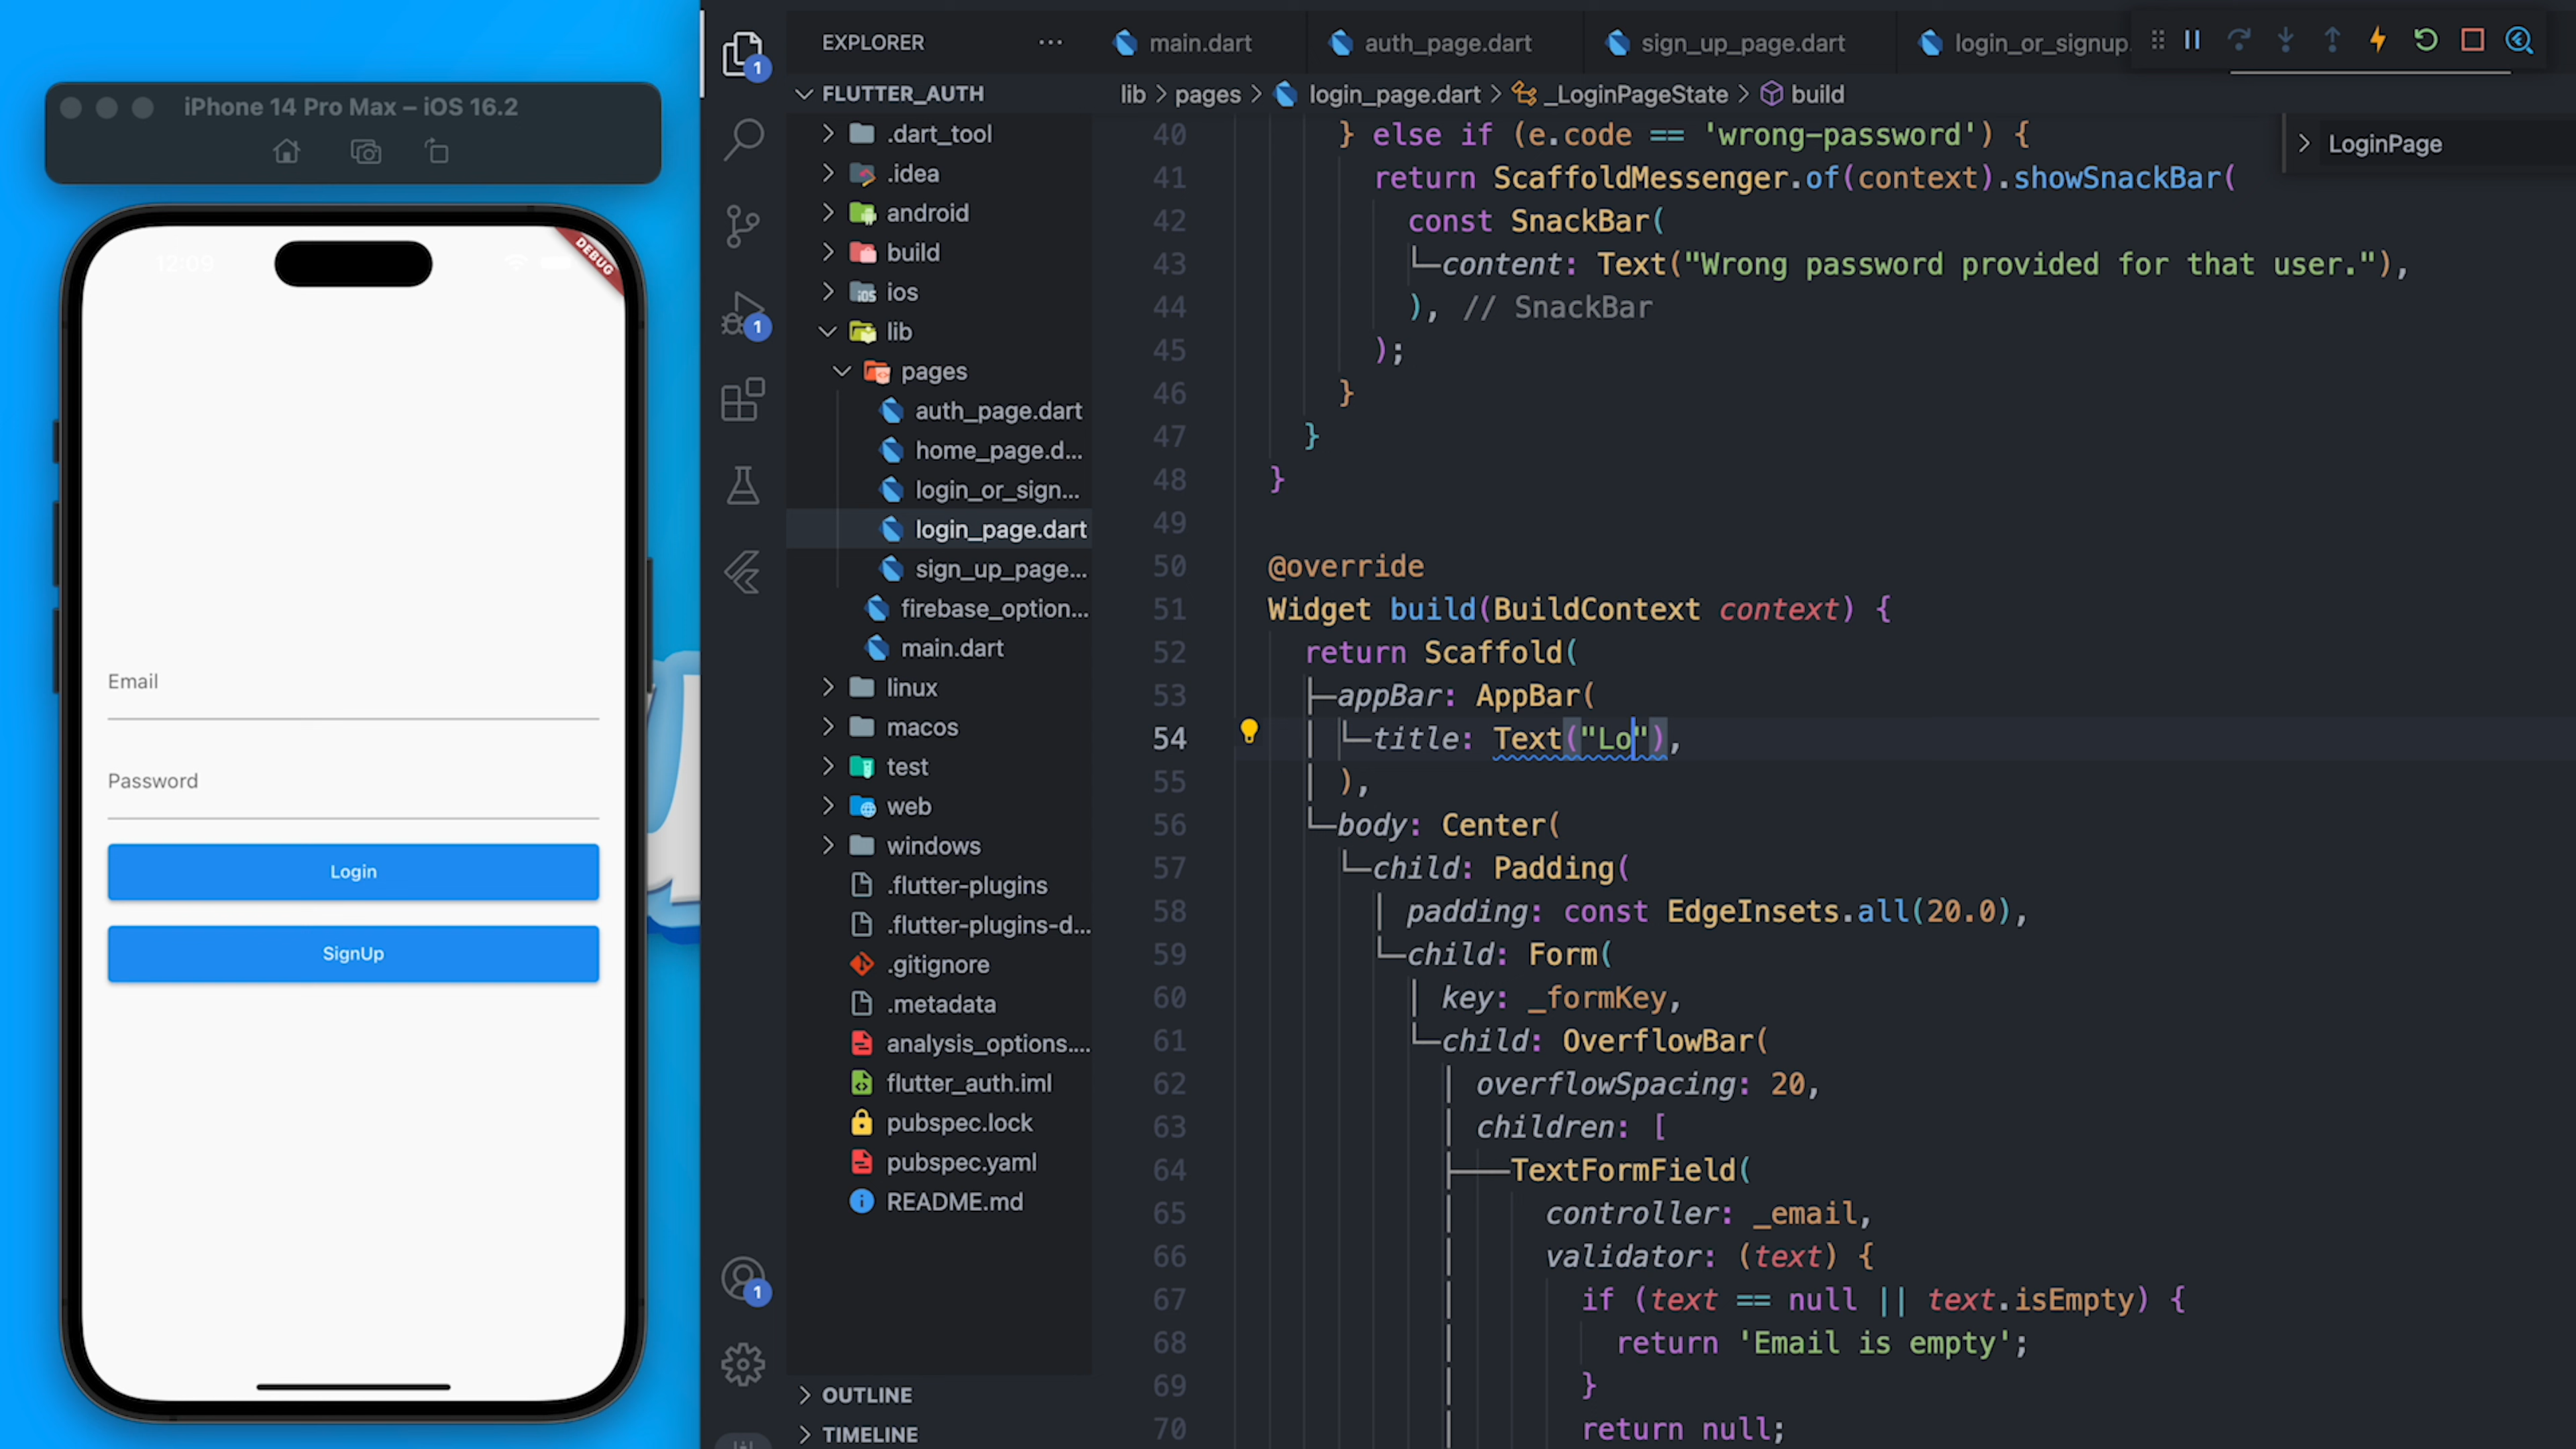 iPhone 14 Pro Max – iOS 16.2
12:09
DEBUG
Email
Password
Login
SignUp
1
1
1
EXPLORER
FLUTTER_AUTH
.dart_tool
.idea
android
build
ios
lib
pages
auth_page.dart
home_page.d...
login_or_sign...
login_page.dart
sign_up_page...
firebase_option...
main.dart
linux
macos
test
web
windows
.flutter-plugins
.flutter-plugins-d...
.gitignore
.metadata
analysis_options....
flutter_auth.iml
pubspec.lock
pubspec.yaml
README.md
OUTLINE
TIMELINE
main.dart
auth_page.dart
sign_up_page.dart
login_or_signup.
lib > pages > login_page.dart > _LoginPageState > build
LoginPage
40 } else if (e.code == 'wrong-password') {
41 return ScaffoldMessenger.of(context).showSnackBar(
42 const SnackBar(
43 content: Text("Wrong password provided for that user."),
44 ), // SnackBar
45 );
46 }
47 }
48 }
49
50 @override
51 Widget build(BuildContext context) {
52 return Scaffold(
53 appBar: AppBar(
54 title: Text("Lo"),
55 ),
56 body: Center(
57 child: Padding(
58 padding: const EdgeInsets.all(20.0),
59 child: Form(
60 key: _formKey,
61 child: OverflowBar(
62 overflowSpacing: 20,
63 children: [
64 TextFormField(
65 controller: _email,
66 validator: (text) {
67 if (text == null || text.isEmpty) {
68 return 'Email is empty';
69 }
70 return null;